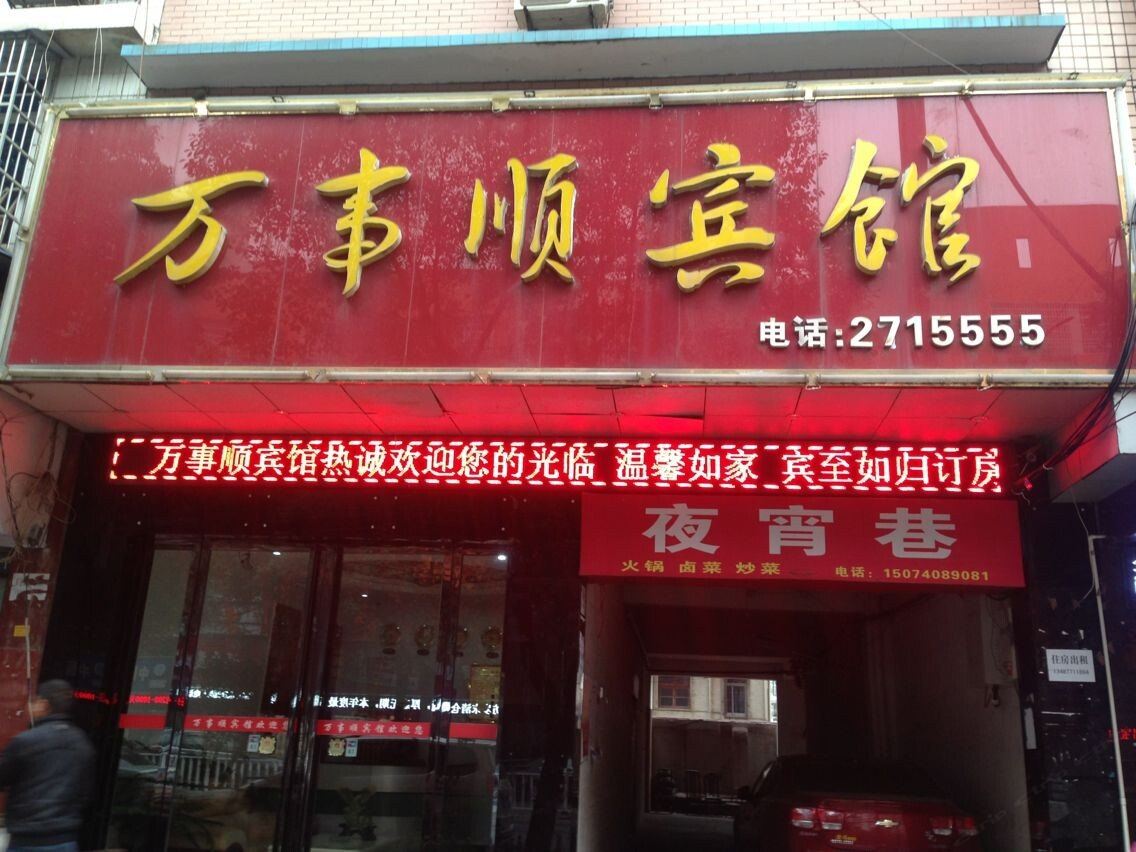 万事顺宾馆
电话:2715555
万事顺宾馆热诚欢迎您的光临 温馨如家 宾至如归订房
夜宵巷
火锅 卤菜 炒菜 电话：15074089081
住房出租
万事顺宾馆欢迎您
万事顺宾馆欢迎您